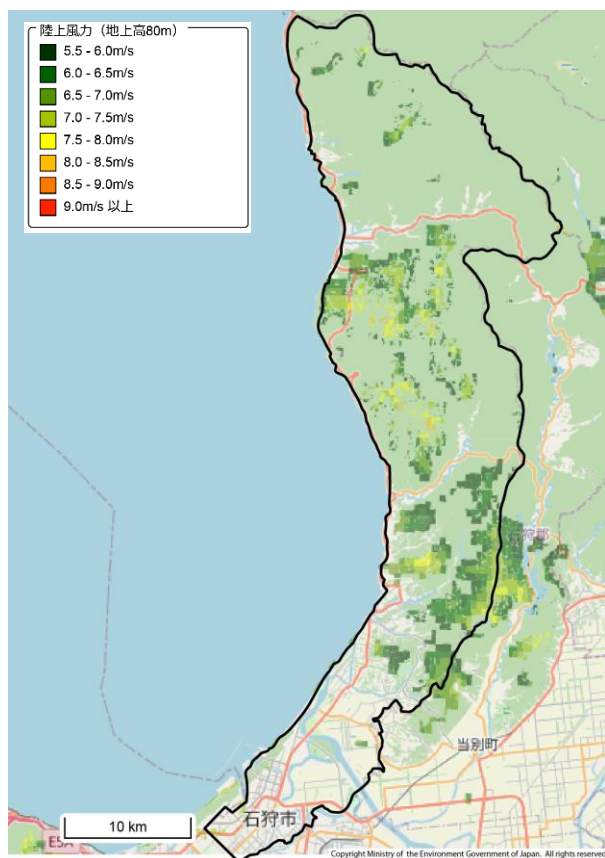 陸上風力（地上高80m）
5.5 - 6.0m/s
6.0 - 6.5m/s
6.5 - 7.0m/s
7.0 - 7.5m/s
7.5 - 8.0m/s
8.0 - 8.5m/s
8.5 - 9.0m/s
9.0m/s 以上
当別町
石狩市
10 km
E5A
Copyright Ministry of the Environment Government of Japan. All rights reserved